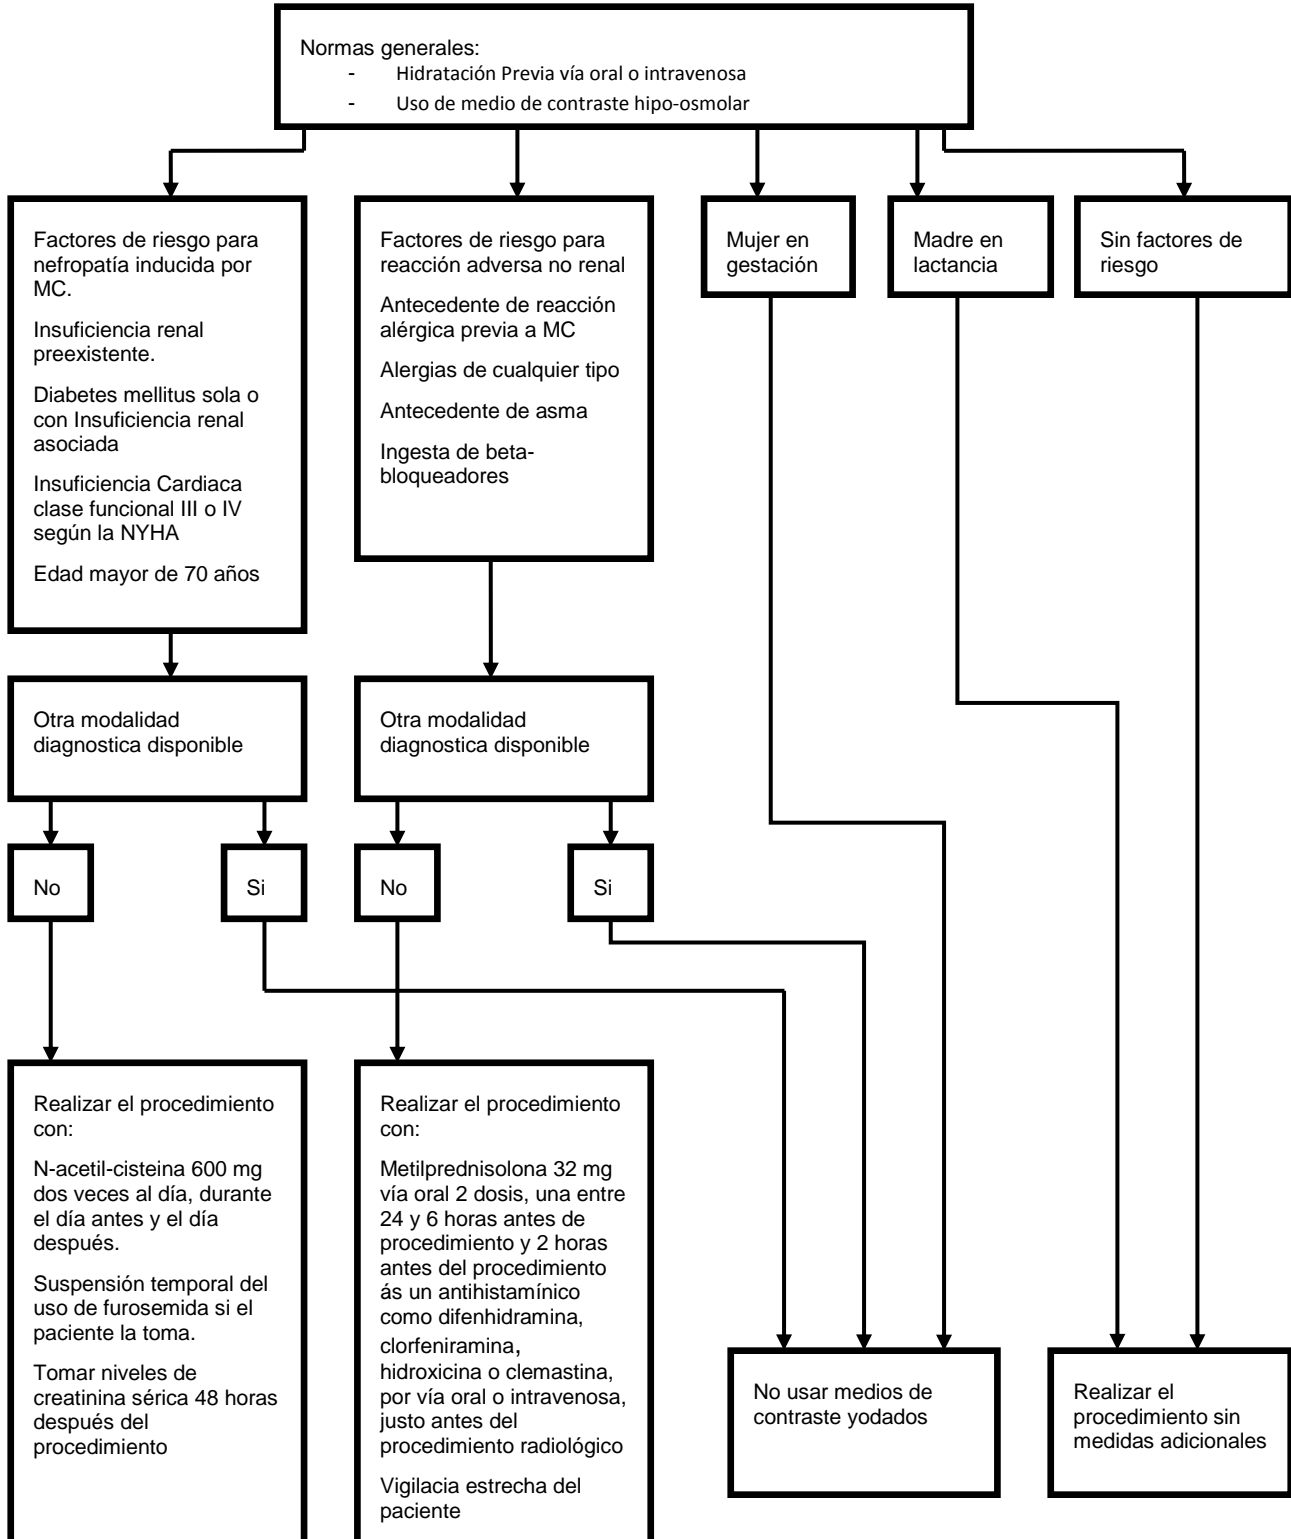 Normas generales:
- Hidratación Previa vía oral o intravenosa
- Uso de medio de contraste hipo-osmolar
Factores de riesgo para
nefropatía inducida por
MC.
Insuficiencia renal
preexistente.
Diabetes mellitus sola o
con Insuficiencia renal
asociada
Insuficiencia Cardiaca
clase funcional III o IV
según la NYHA
Edad mayor de 70 años
Factores de riesgo para
reacción adversa no renal
Antecedente de reacción
alérgica previa a MC
Alergias de cualquier tipo
Antecedente de asma
Ingesta de beta-
bloqueadores
Mujer en
gestación
Madre en
lactancia
Sin factores de
riesgo
Otra modalidad
diagnostica disponible
Otra modalidad
diagnostica disponible
No
Si
No
Si
Realizar el procedimiento
con:
N-acetil-cisteina 600 mg
dos veces al día, durante
el día antes y el día
después.
Suspensión temporal del
uso de furosemida si el
paciente la toma.
Tomar niveles de
creatinina sérica 48 horas
después del
procedimiento
Realizar el procedimiento
con:
Metilprednisolona 32 mg
vía oral 2 dosis, una entre
24 y 6 horas antes de
procedimiento y 2 horas
antes del procedimiento
ás un antihistamínico
como difenhidramina,
clorfeniramina,
hidroxicina o clemastina,
por vía oral o intravenosa,
justo antes del
procedimiento radiológico
Vigilacia estrecha del
paciente
No usar medios de
contraste yodados
Realizar el
procedimiento sin
medidas adicionales